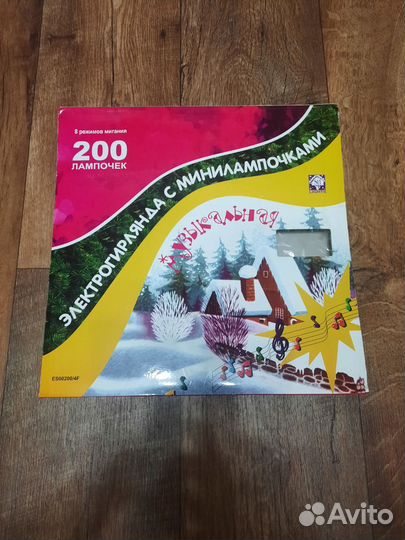 8 режимов мигания
200
ЛАМПОЧЕК
ЭЛЕКТРОГИРЛЯНДА С МИНИЛАМПОЧКАМИ
Музыкальная
ES00200/4F
Avito